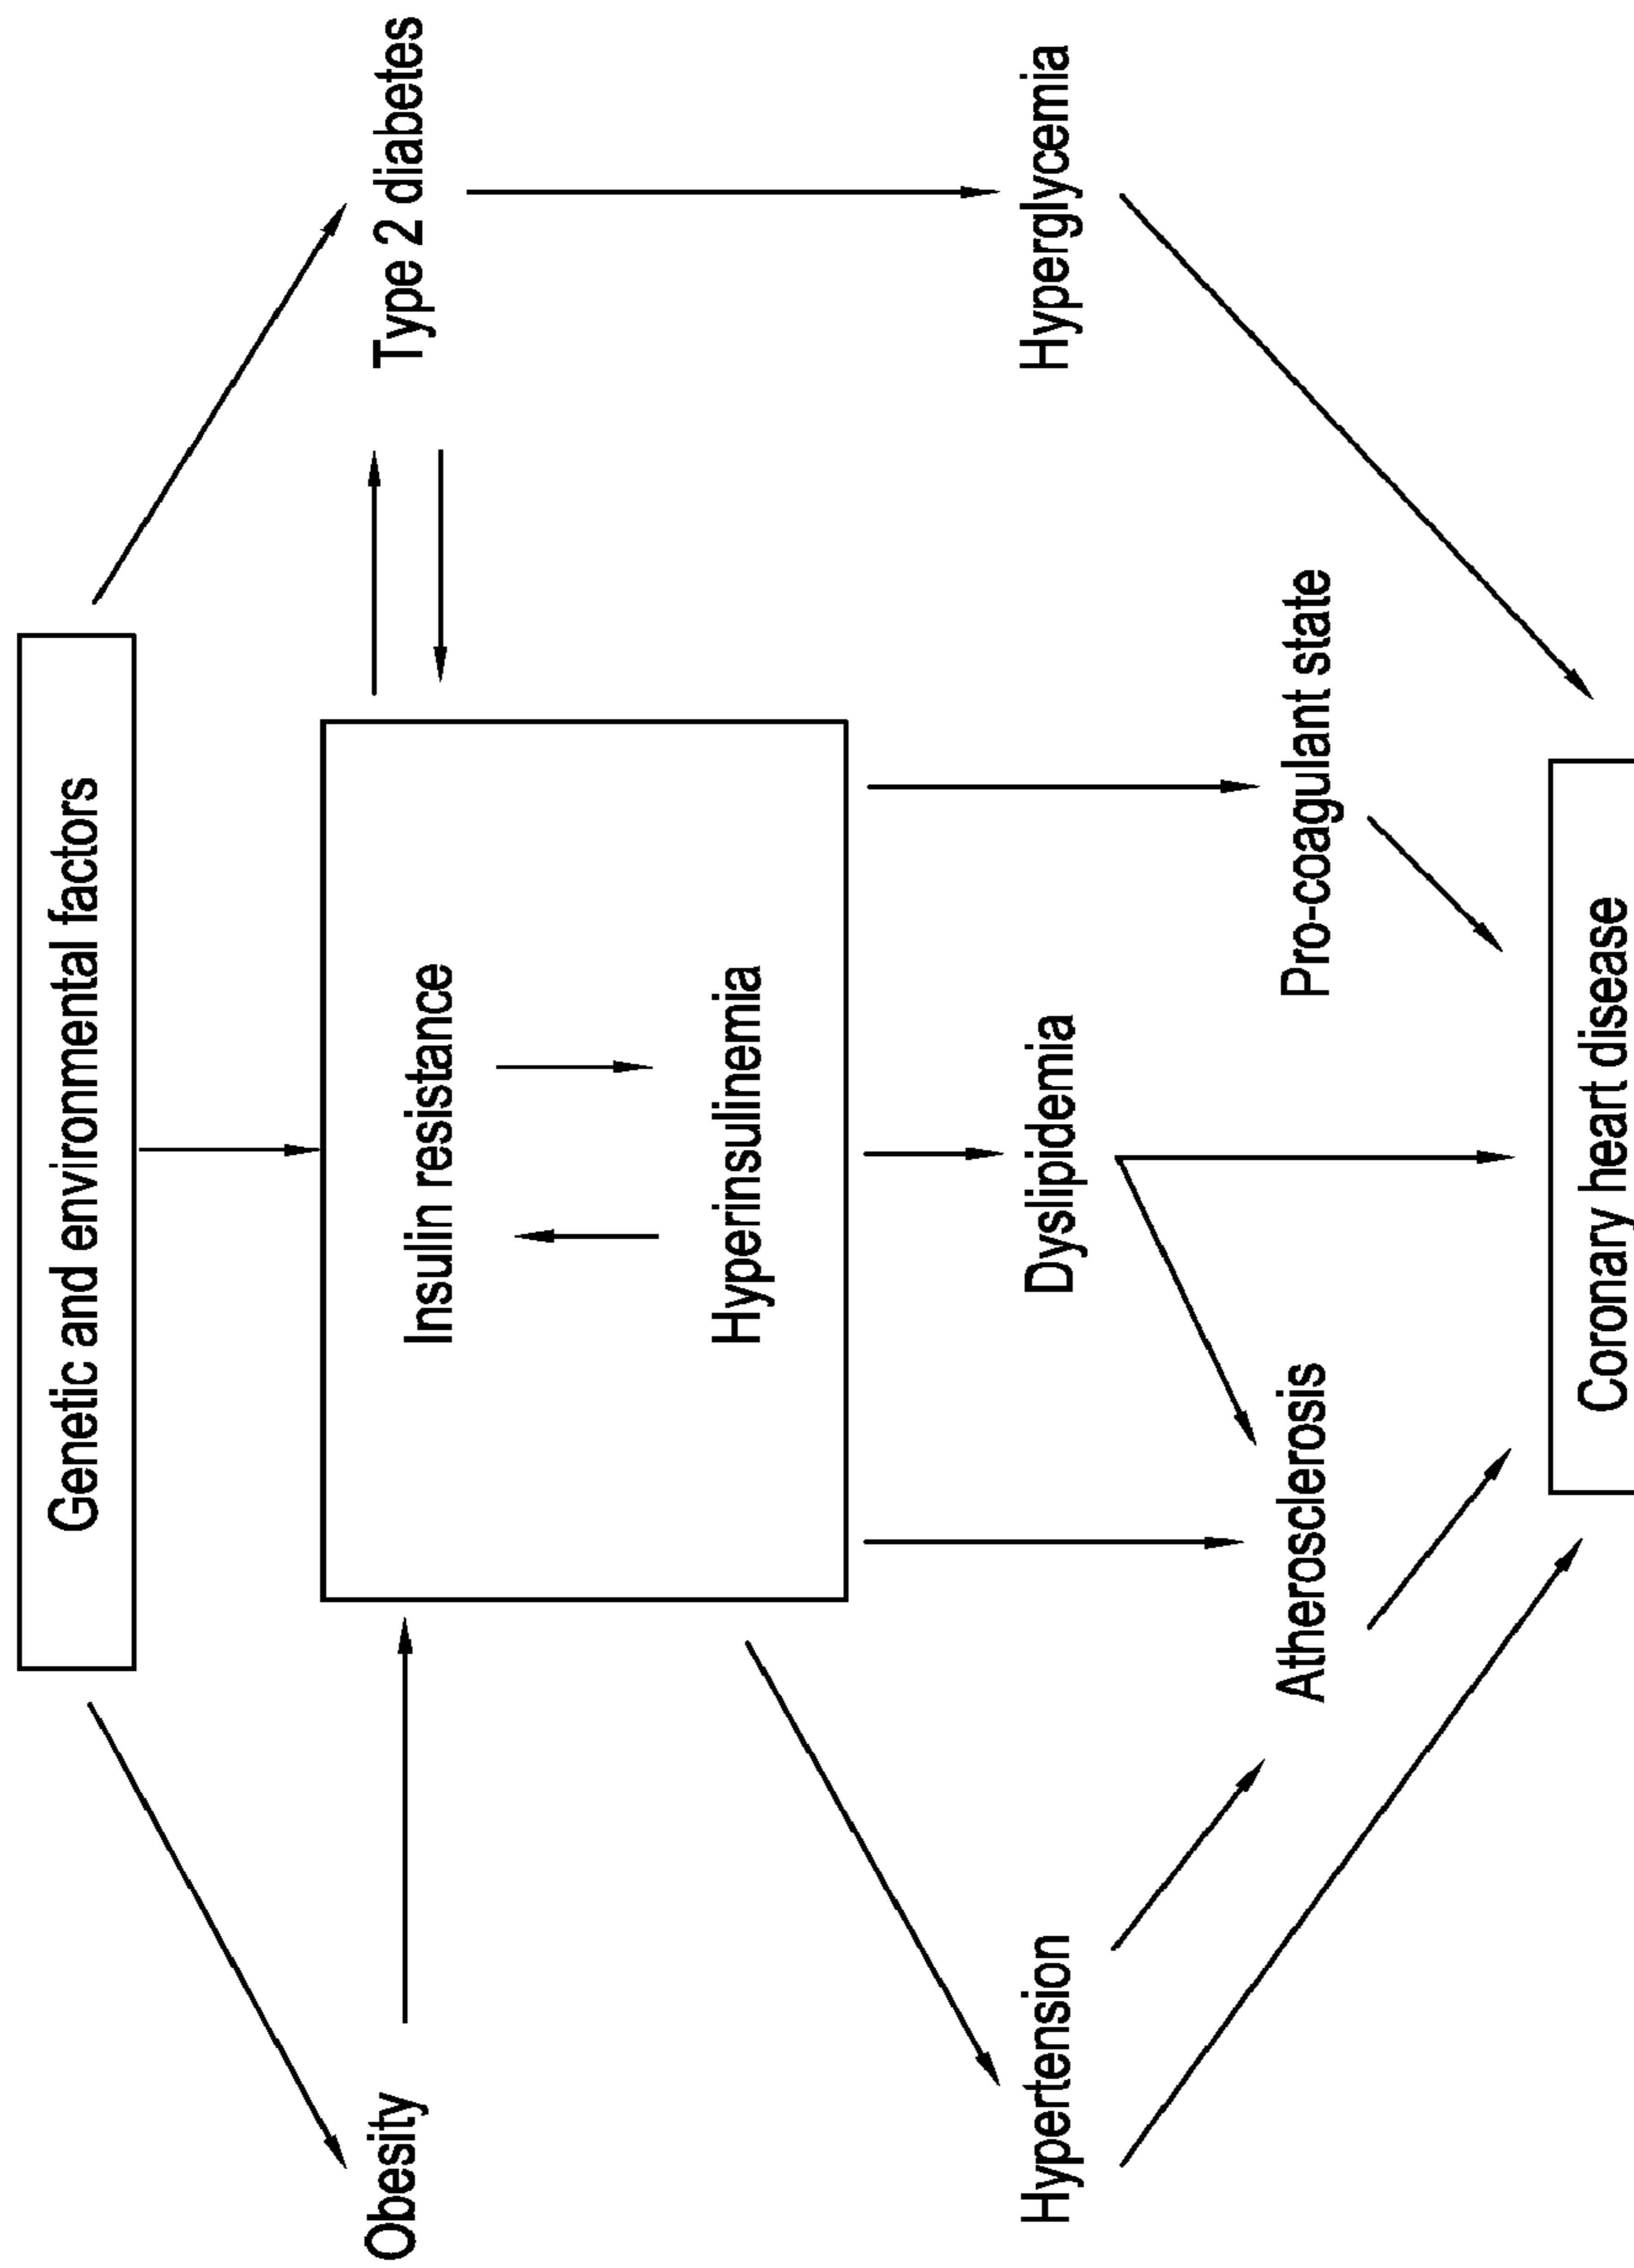 Genetic and environmental factors
Obesity
Insulin resistance
Type 2 diabetes
Hyperinsulinemia
Hypertension
Dyslipidemia
Hyperglycemia
Atherosclerosis
Pro-coagulant state
Coronary heart disease